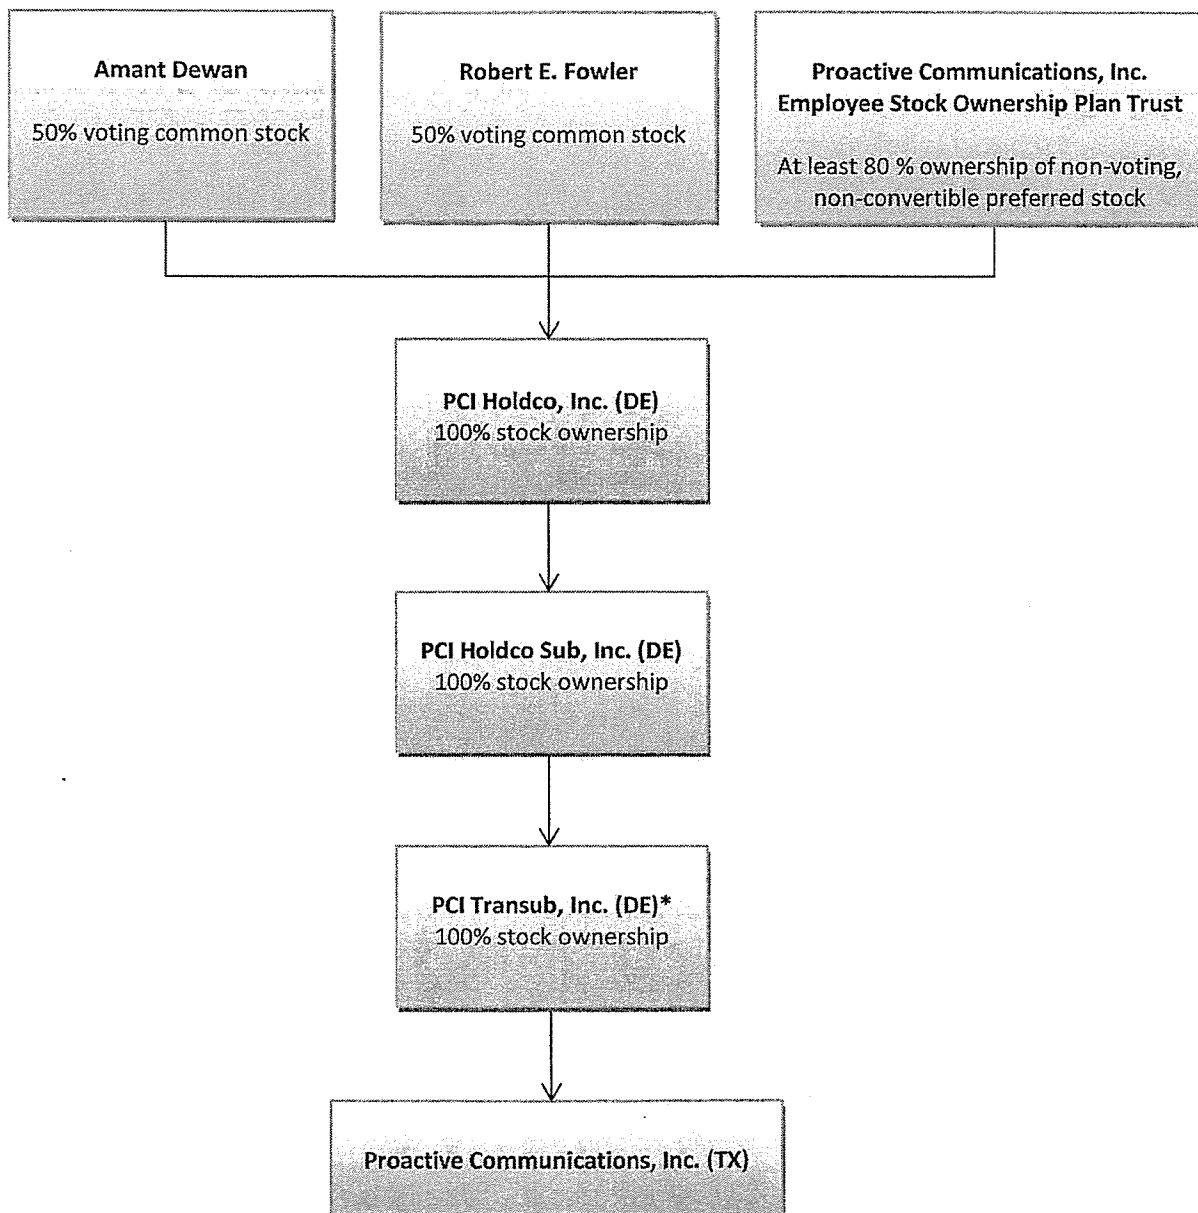 Amant Dewan
50% voting common stock
Robert E. Fowler
50% voting common stock
Proactive Communications, Inc.
Employee Stock Ownership Plan Trust
At least 80 % ownership of non-voting,
non-convertible preferred stock
PCI Holdco, Inc. (DE)
100% stock ownership
PCI Holdco Sub, Inc. (DE)
100% stock ownership
PCI Transub, Inc. (DE)*
100% stock ownership
Proactive Communications, Inc. (TX)